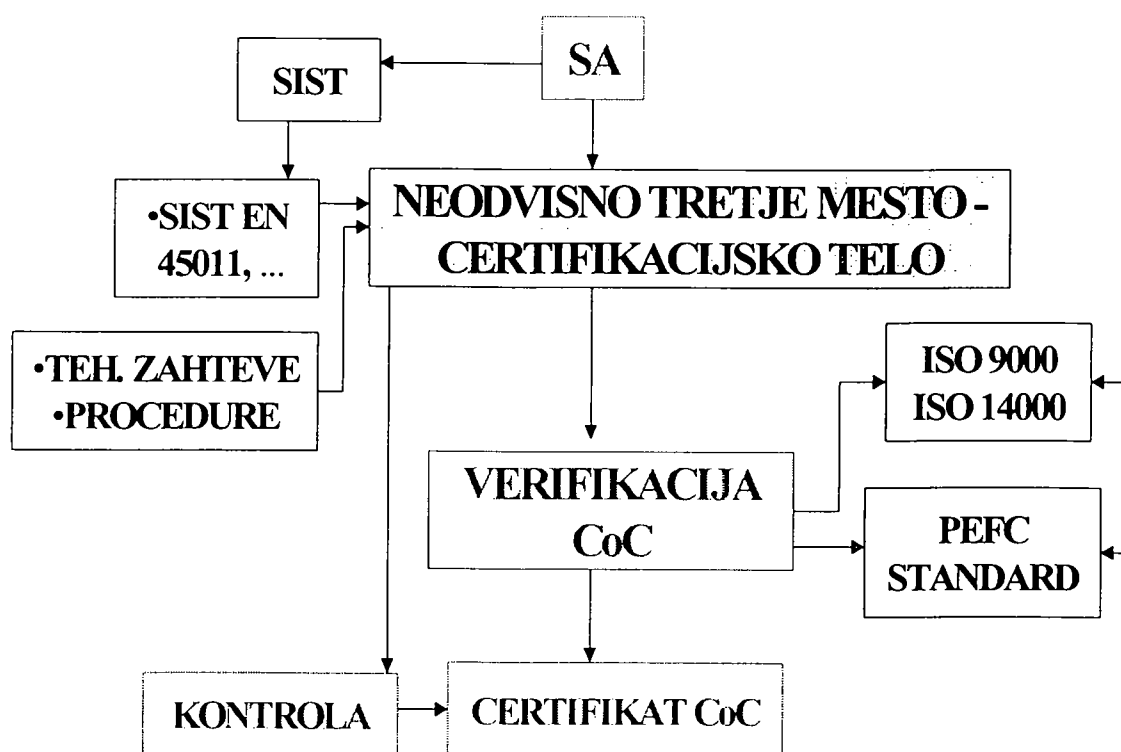 SA
SIST
NEODVISNO TRETJE MESTO -
CERTIFIKACIJSKO TELO
•SIST EN
45011, ...
•TEH. ZAHTEVE
•PROCEDURE
ISO 9000
ISO 14000
VERIFIKACIJA
CoC
PEFC
STANDARD
KONTROLA
CERTIFIKAT CoC